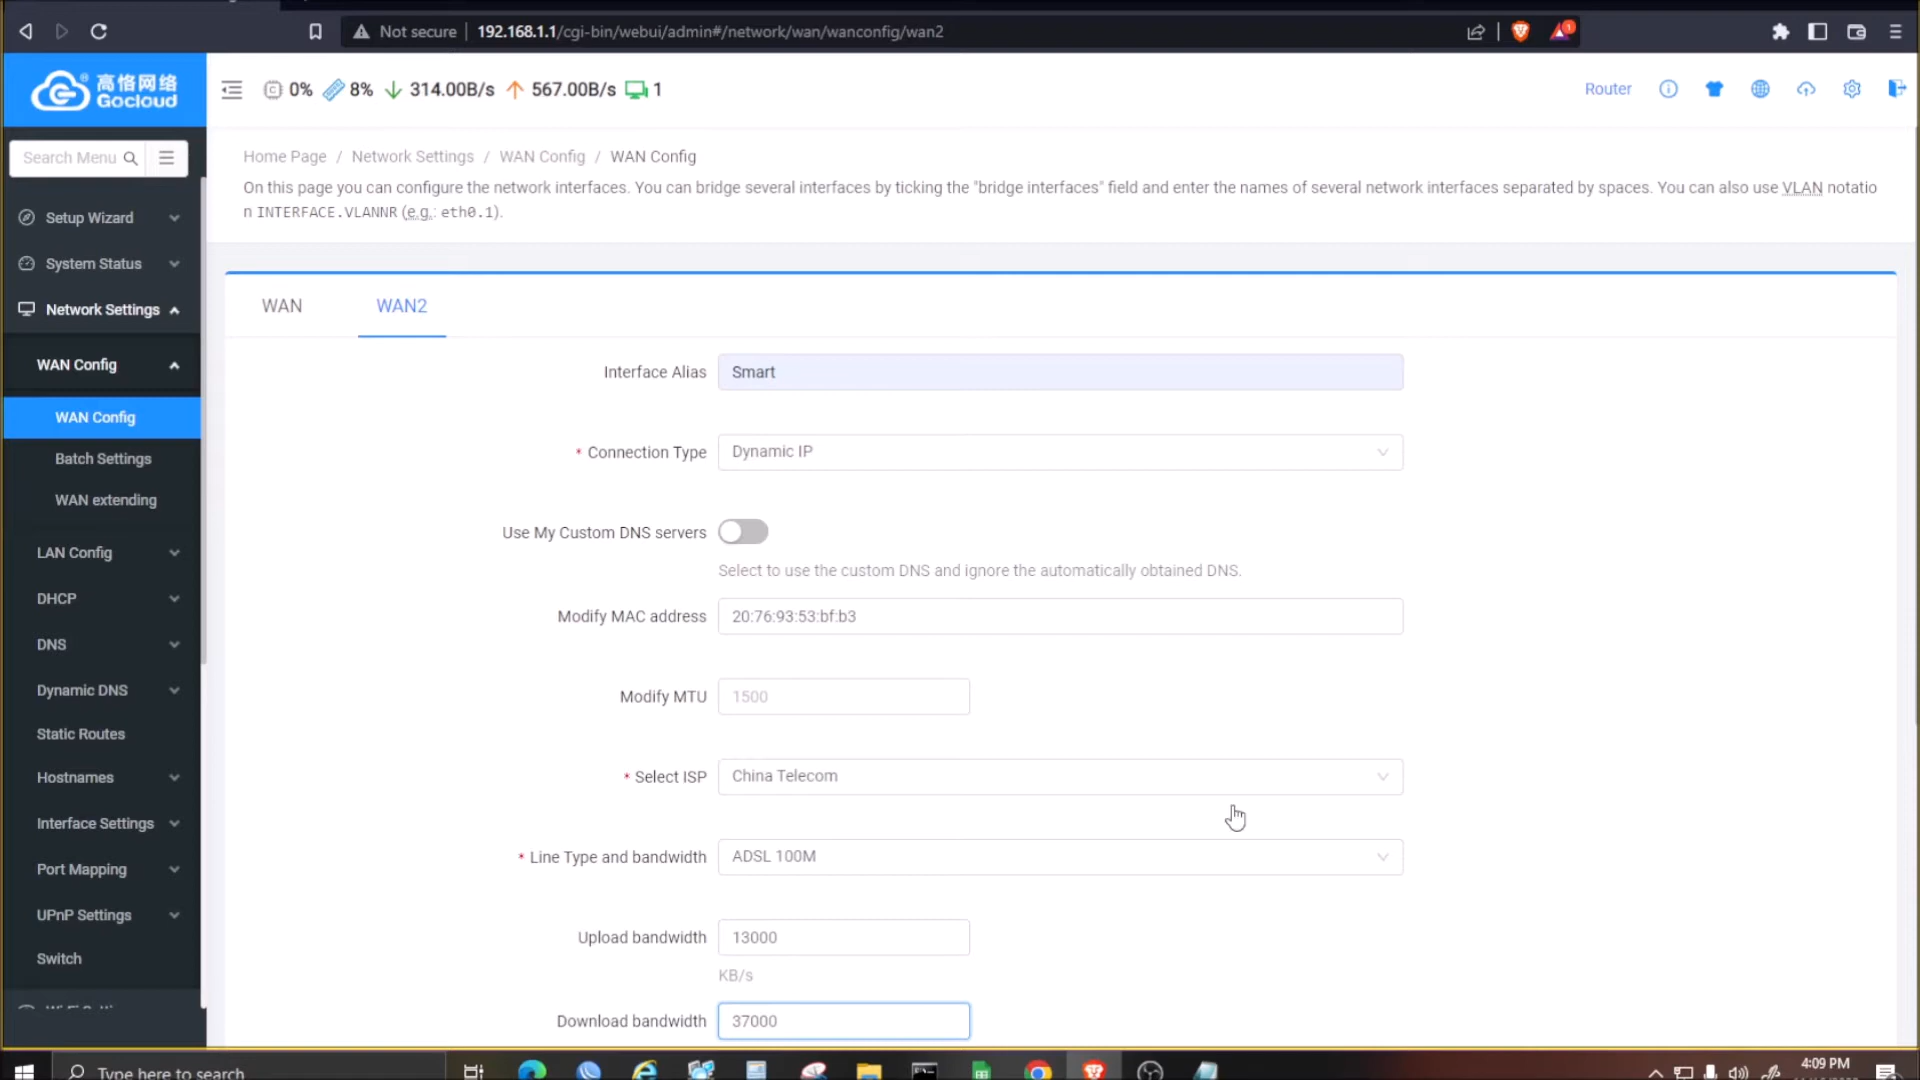 Not secure 192.168.1.1/cgi-bin/webui/admin#/network/wan/wanconfig/wan2
高恪网络
Gocloud
®
0% 8% 314.00B/s 567.00B/s 1
Router
Search Menu
Setup Wizard
System Status
Network Settings
WAN Config
WAN Config
Batch Settings
WAN extending
LAN Config
DHCP
DNS
Dynamic DNS
Static Routes
Hostnames
Interface Settings
Port Mapping
UPnP Settings
Switch
Home Page / Network Settings / WAN Config / WAN Config
On this page you can configure the network interfaces. You can bridge several interfaces by ticking the "bridge interfaces" field and enter the names of several network interfaces separated by spaces. You can also use VLAN notatio
n INTERFACE.VLANNR (e.g.: eth0.1).
WAN WAN2
Interface Alias Smart
* Connection Type Dynamic IP
Use My Custom DNS servers
Select to use the custom DNS and ignore the automatically obtained DNS.
Modify MAC address 20:76:93:53:bf:b3
Modify MTU 1500
* Select ISP China Telecom
* Line Type and bandwidth ADSL 100M
Upload bandwidth 13000
KB/s
Download bandwidth 37000
Type here to search
4:09 PM